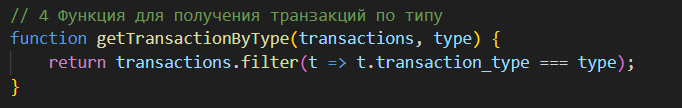 // 4 Функция для получения транзакций по типу
function getTransactionByType(transactions, type) {
    return transactions.filter(t => t.transaction_type === type);
}